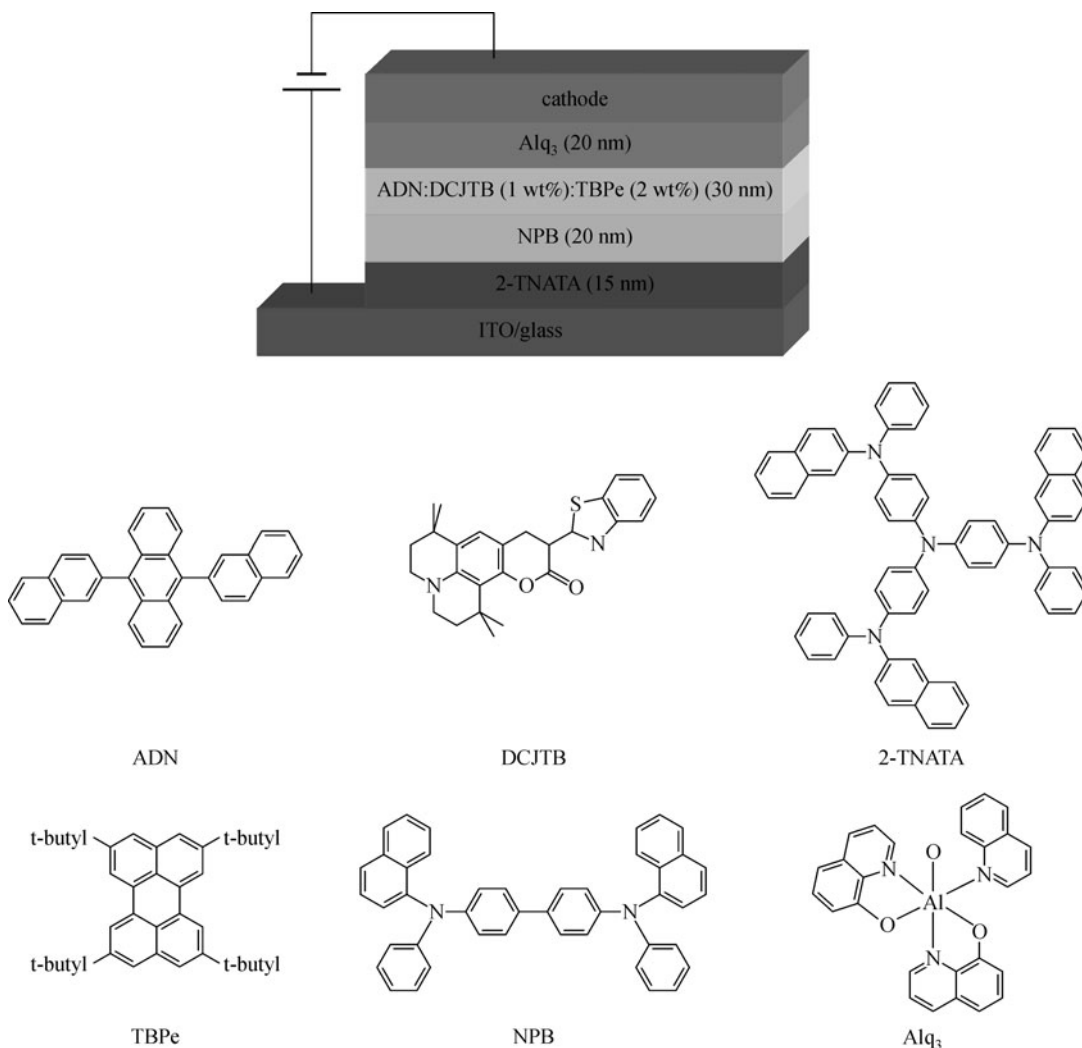 cathode
Alq₃ (20 nm)
ADN:DCJTB (1 wt%):TBPe (2 wt%) (30 nm)
NPB (20 nm)
2-TNATA (15 nm)
ITO/glass
N
N
N
N
S
N
N
O
O
ADN
DCJTB
2-TNATA
t-butyl
t-butyl
t-butyl
t-butyl
N
N
O
N
N
Al
O
O
N
TBPe
NPB
Alq₃